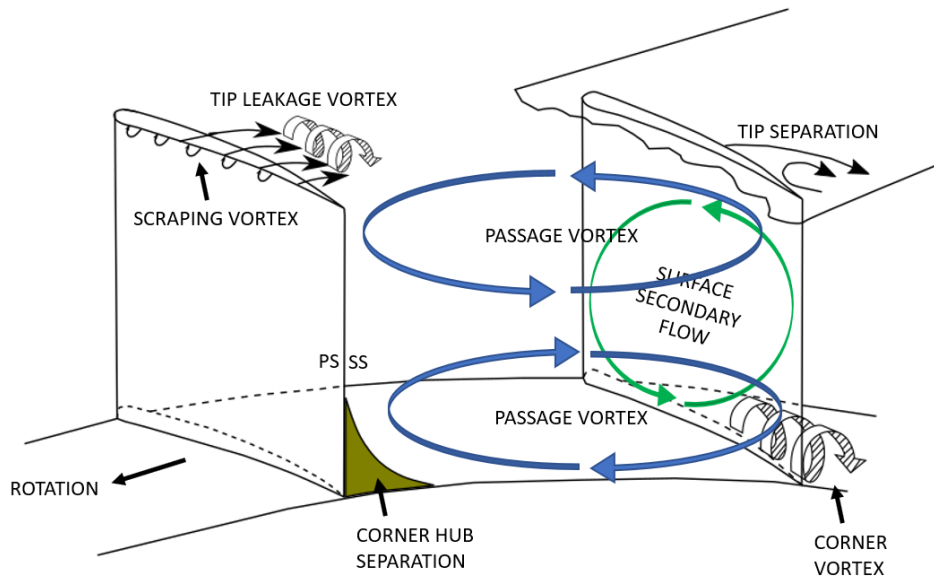 TIP LEAKAGE VORTEX
TIP SEPARATION
SCRAPING VORTEX
PASSAGE VORTEX
SURFACE
SECONDARY
FLOW
PS SS
PASSAGE VORTEX
ROTATION
CORNER HUB
SEPARATION
CORNER
VORTEX